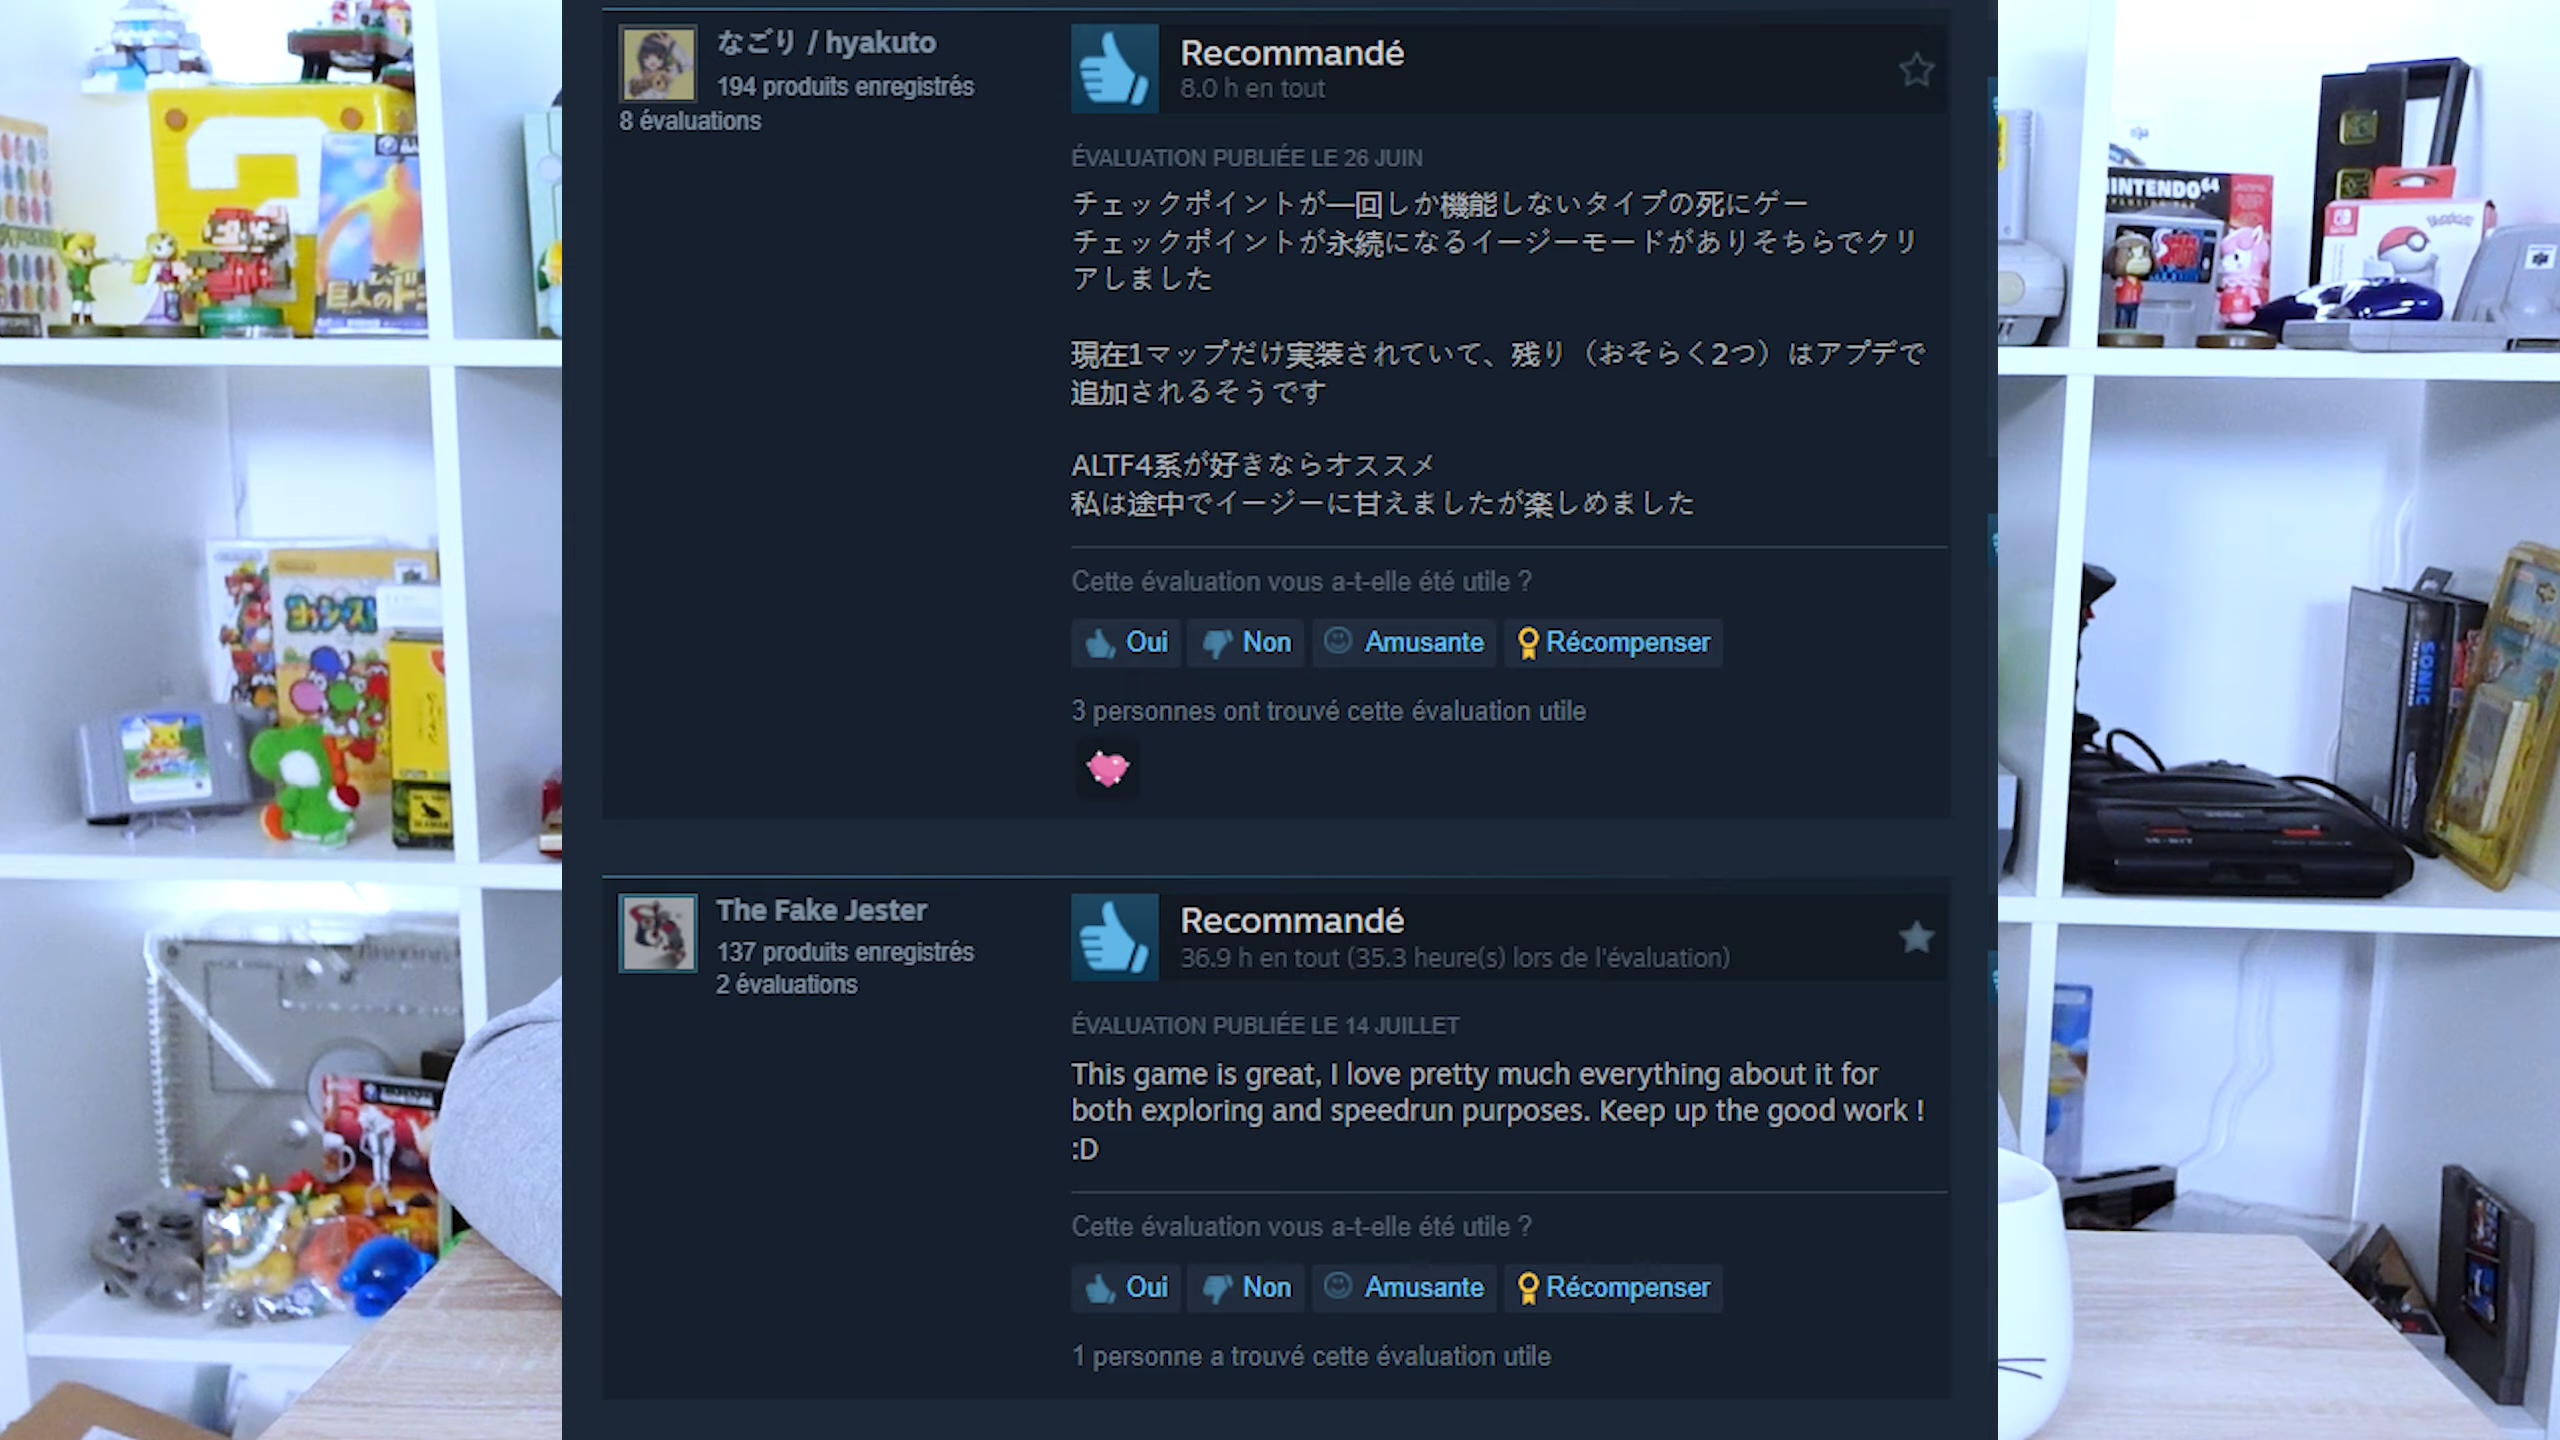 なごり / hyakuto
194 produits enregistrés
8 évaluations
Recommandé
8.0 h en tout
ÉVALUATION PUBLIÉE LE 26 JUIN
チェックポイントが一回しか機能しないタイプの死にゲー
チェックポイントが永続になるイージーモードがありそちらでクリ
アしました
現在1マップだけ実装されていて、残り（おそらく2つ）はアプデで
追加されるそうです
ALTF4系が好きならオススメ
私は途中でイージーに甘えましたが楽しめました
Cette évaluation vous a-t-elle été utile ?
Oui
Non
Amusante
Récompenser
3 personnes ont trouvé cette évaluation utile
The Fake Jester
137 produits enregistrés
2 évaluations
Recommandé
36.9 h en tout (35.3 heure(s) lors de l'évaluation)
ÉVALUATION PUBLIÉE LE 14 JUILLET
This game is great, I love pretty much everything about it for
both exploring and speedrun purposes. Keep up the good work !
:D
Cette évaluation vous a-t-elle été utile ?
Oui
Non
Amusante
Récompenser
1 personne a trouvé cette évaluation utile
NINTENDO 64
SONIC